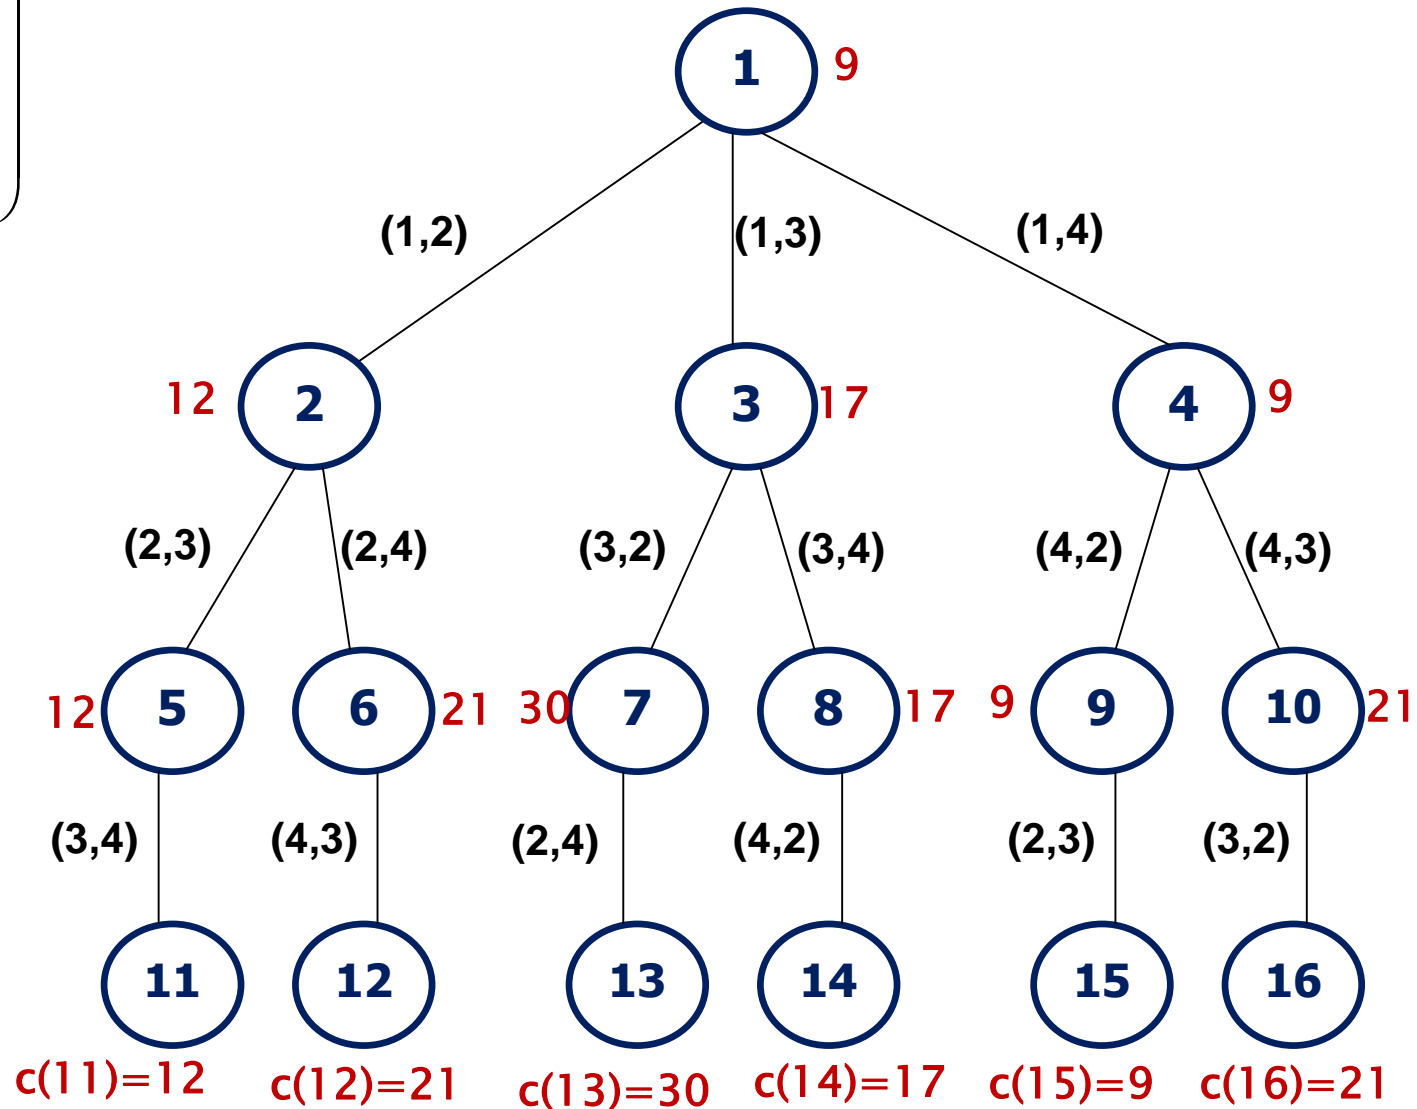 1 9
(1,2) (1,3) (1,4)
12 2 3 17 4 9
(2,3) (2,4) (3,2) (3,4) (4,2) (4,3)
12 5 6 21 30 7 8 17 9 9 10 21
(3,4) (4,3) (2,4) (4,2) (2,3) (3,2)
11 12 13 14 15 16
c(11)=12 c(12)=21 c(13)=30 c(14)=17 c(15)=9 c(16)=21